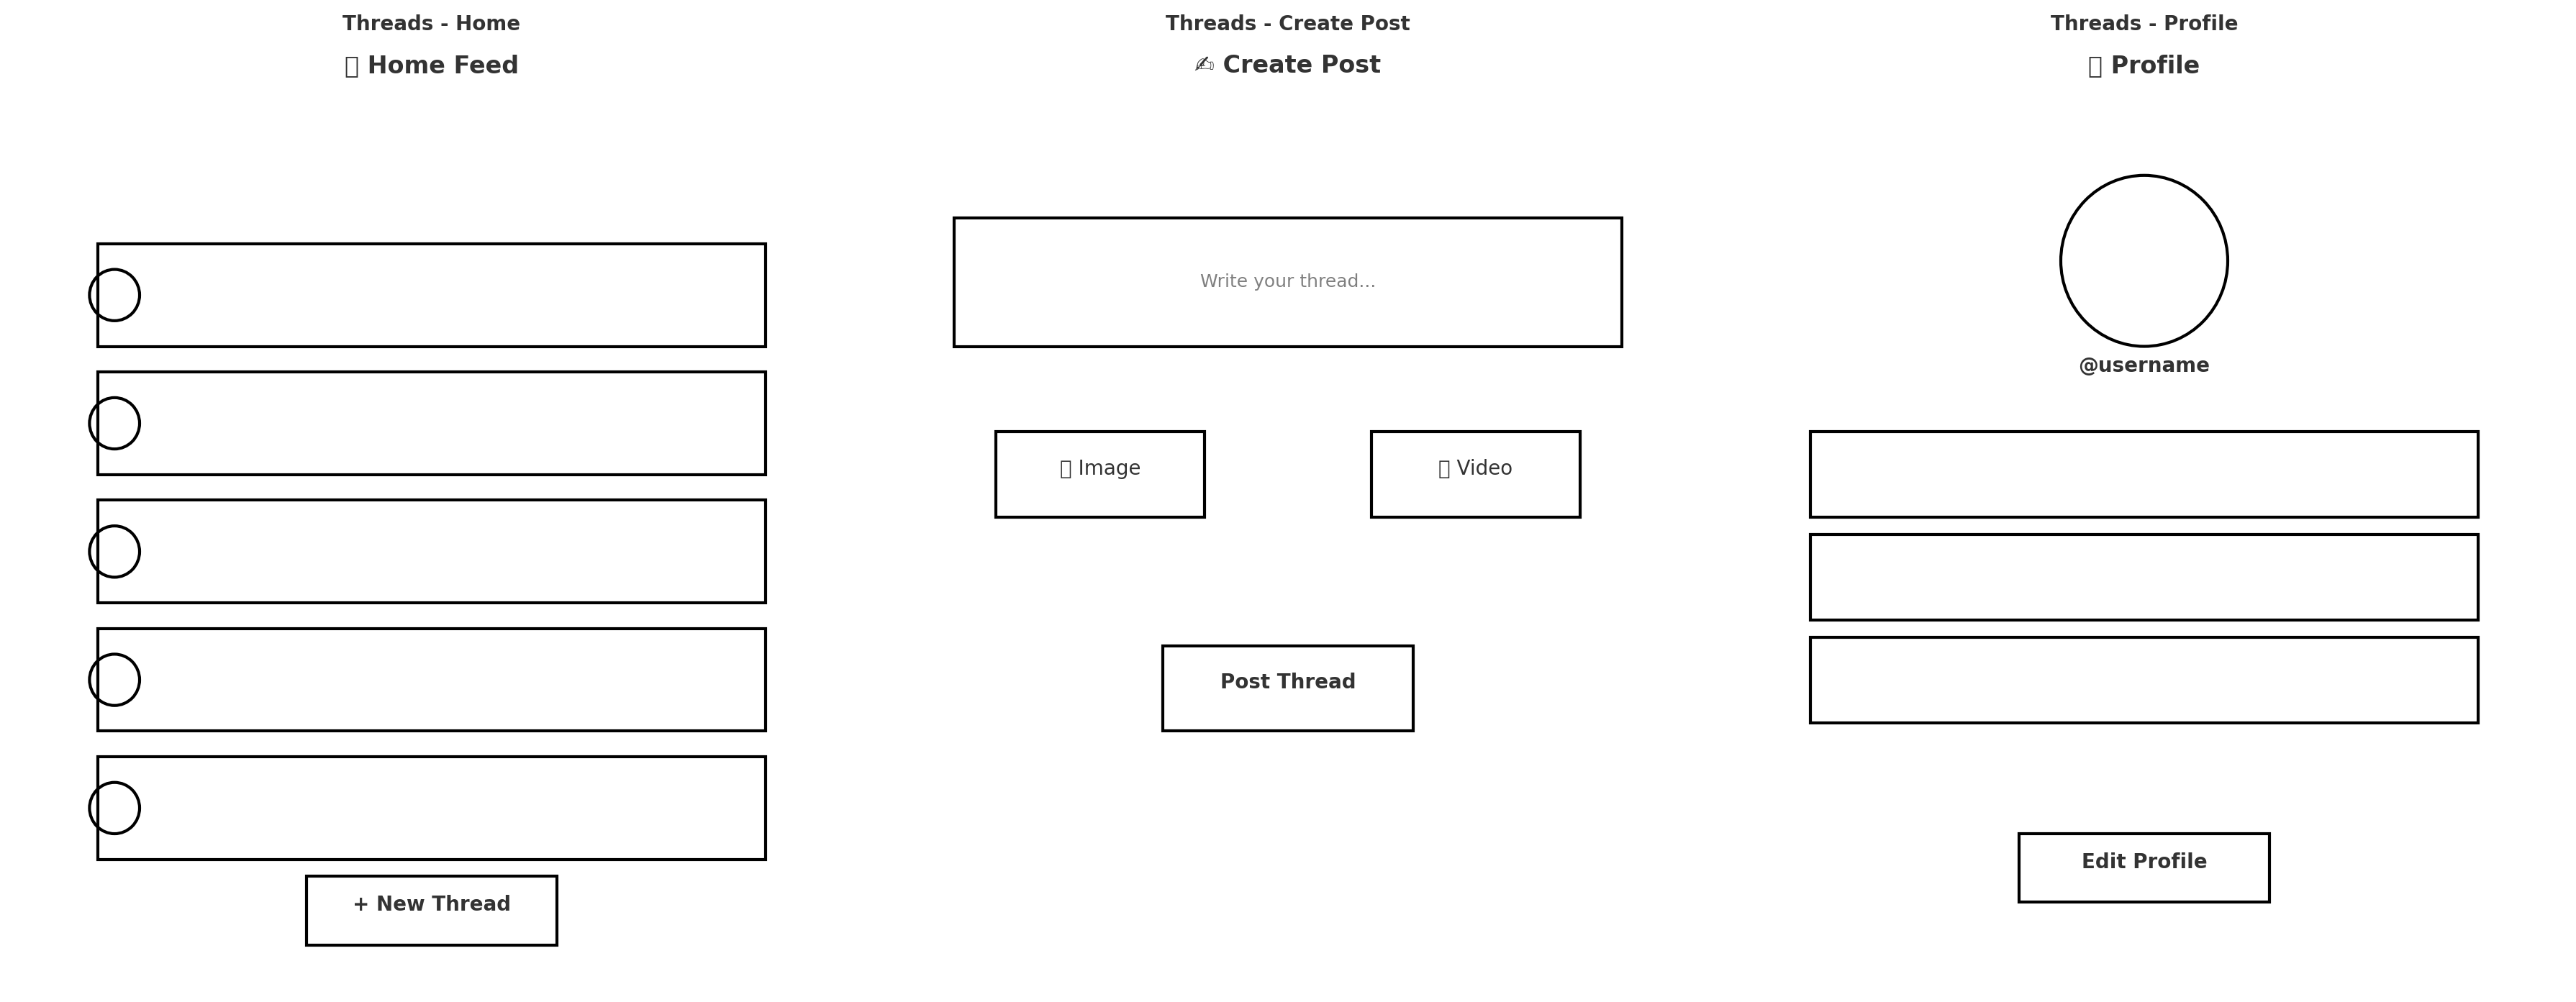 Threads - Home
Home Feed
+ New Thread
Threads - Create Post
✍ Create Post
Write your thread...
Image
Video
Post Thread
Threads - Profile
Profile
@username
Edit Profile